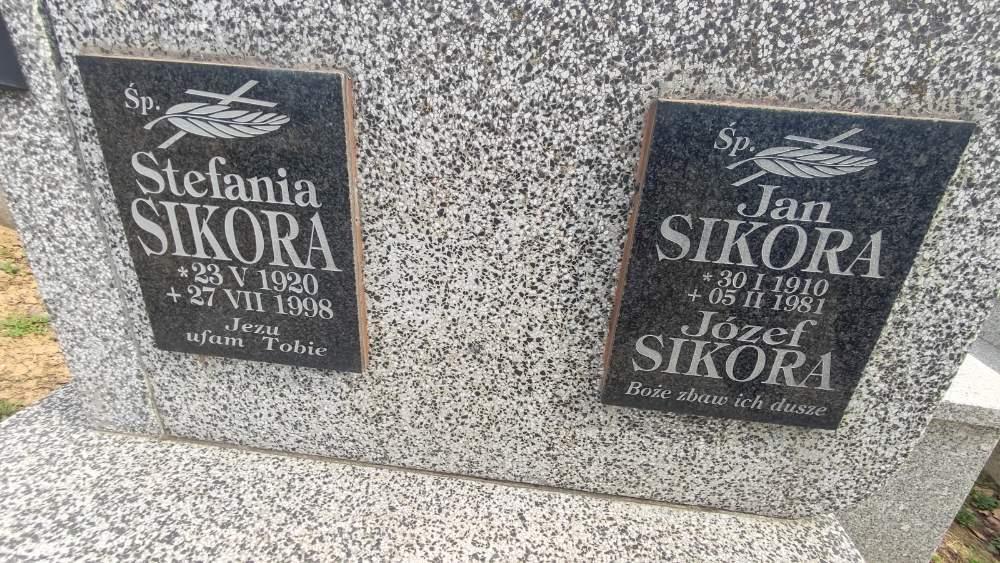 Śp.
Stefania
SIKORA
* 23 V 1920
+ 27 VII 1998
Jezu
ufam Tobie
Śp.
Jan
SIKORA
* 30 I 1910
+ 05 II 1981
Józef
SIKORA
Boże zbaw ich dusze